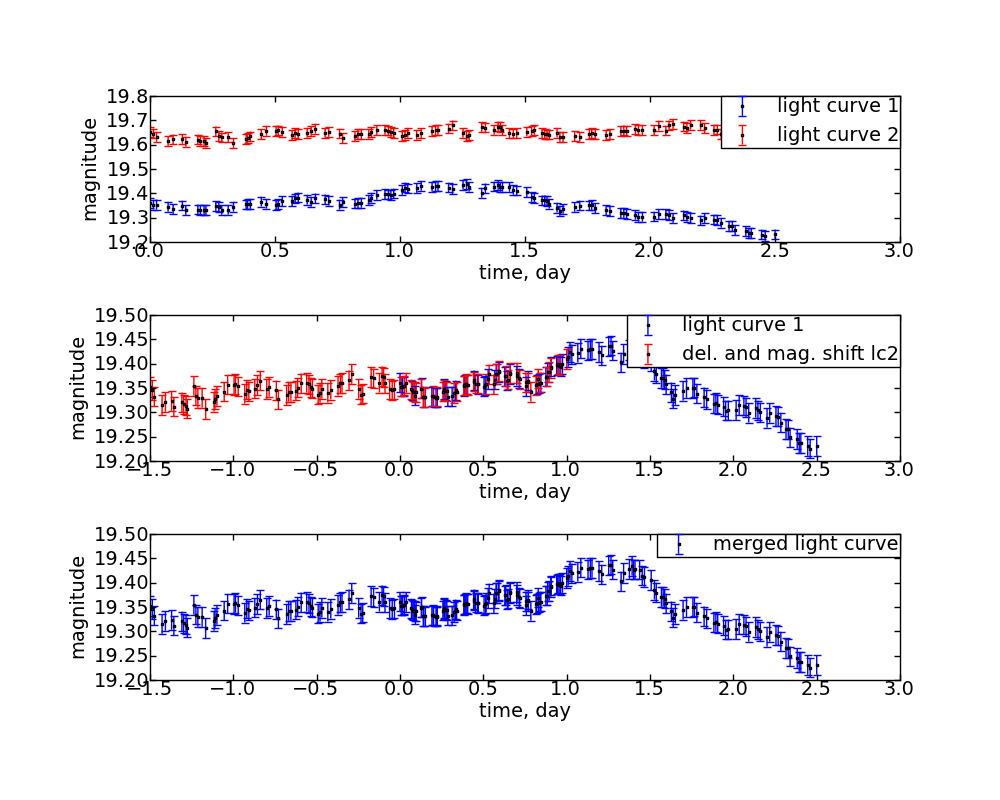 19.8
19.7
19.6
19.5
19.4
19.3
19.2
magnitude
light curve 1
light curve 2
0.0 0.5 1.0 1.5 2.0 2.5 3.0
time, day
19.50
19.45
19.40
19.35
19.30
19.25
19.20
magnitude
light curve 1
del. and mag. shift lc2
−1.5 −1.0 −0.5 0.0 0.5 1.0 1.5 2.0 2.5 3.0
time, day
19.50
19.45
19.40
19.35
19.30
19.25
19.20
magnitude
merged light curve
−1.5 −1.0 −0.5 0.0 0.5 1.0 1.5 2.0 2.5 3.0
time, day